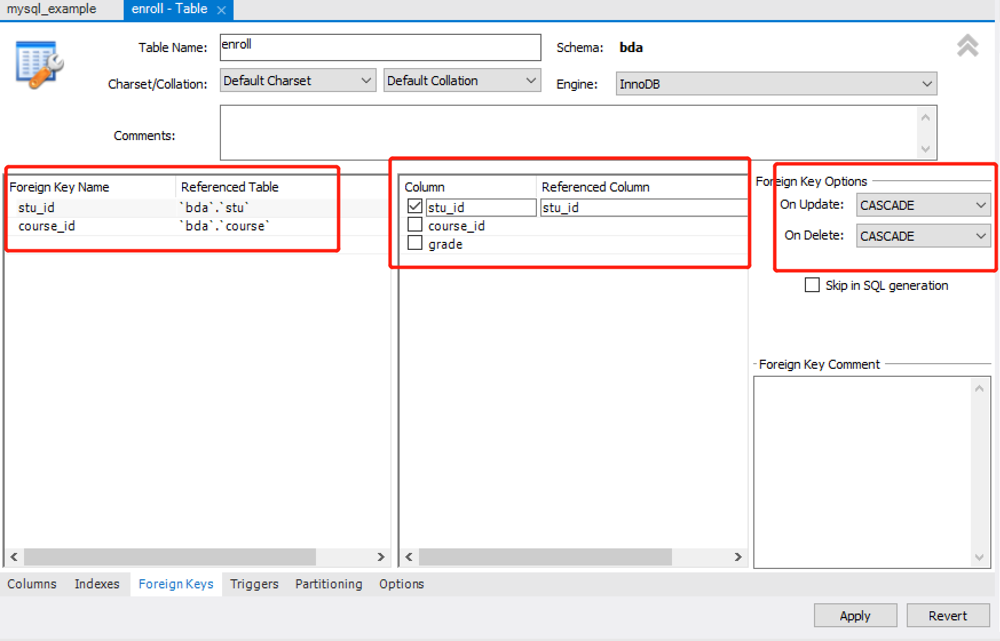 mysql_example
enroll - Table
Table Name: enroll
Schema: bda
Charset/Collation: Default Charset Default Collation
Engine: InnoDB
Comments:
Foreign Key Name Referenced Table
stu_id `bda`.`stu`
course_id `bda`.`course`
Column Referenced Column
stu_id stu_id
course_id
grade
Foreign Key Options
On Update: CASCADE
On Delete: CASCADE
Skip in SQL generation
Foreign Key Comment
Columns Indexes Foreign Keys Triggers Partitioning Options
Apply Revert